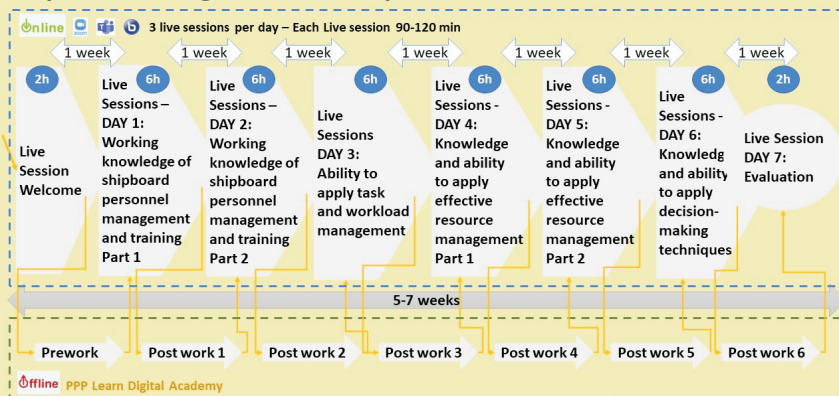 Online zoom 3 live sessions per day – Each Live session 90-120 min
1 week 1 week 1 week 1 week 1 week 1 week 1 week
2h
Live
Session
Welcome
6h
Live
Sessions –
DAY 1:
Working
knowledge of
shipboard
personnel
management
and training
Part 1
6h
Live
Sessions –
DAY 2:
Working
knowledge of
shipboard
personnel
management
and training
Part 2
6h
Live
Sessions
DAY 3:
Ability to
apply task
and workload
management
6h
Live
Sessions -
DAY 4:
Knowledge
and ability
to apply
effective
resource
management
Part 1
6h
Live
Sessions -
DAY 5:
Knowledge
and ability
to apply
effective
resource
management
Part 2
6h
Live
Sessions -
DAY 6:
Knowledg
and ability
to apply
decision-
making
techniques
2h
Live Session
DAY 7:
Evaluation
5-7 weeks
Prework Post work 1 Post work 2 Post work 3 Post work 4 Post work 5 Post work 6
Offline PPP Learn Digital Academy